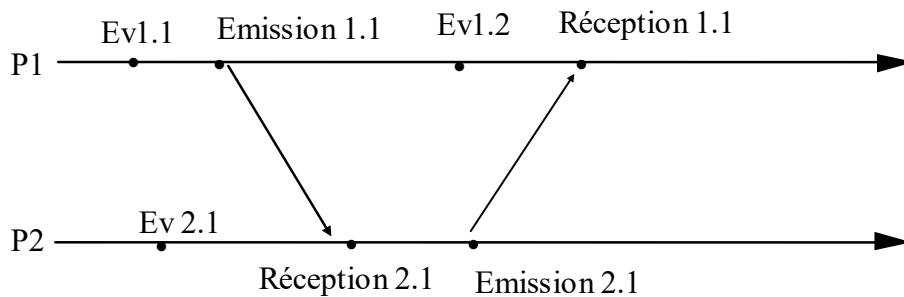 Ev1.1 Emission 1.1 Ev1.2 Réception 1.1
P1
Ev 2.1
P2
Réception 2.1 Emission 2.1